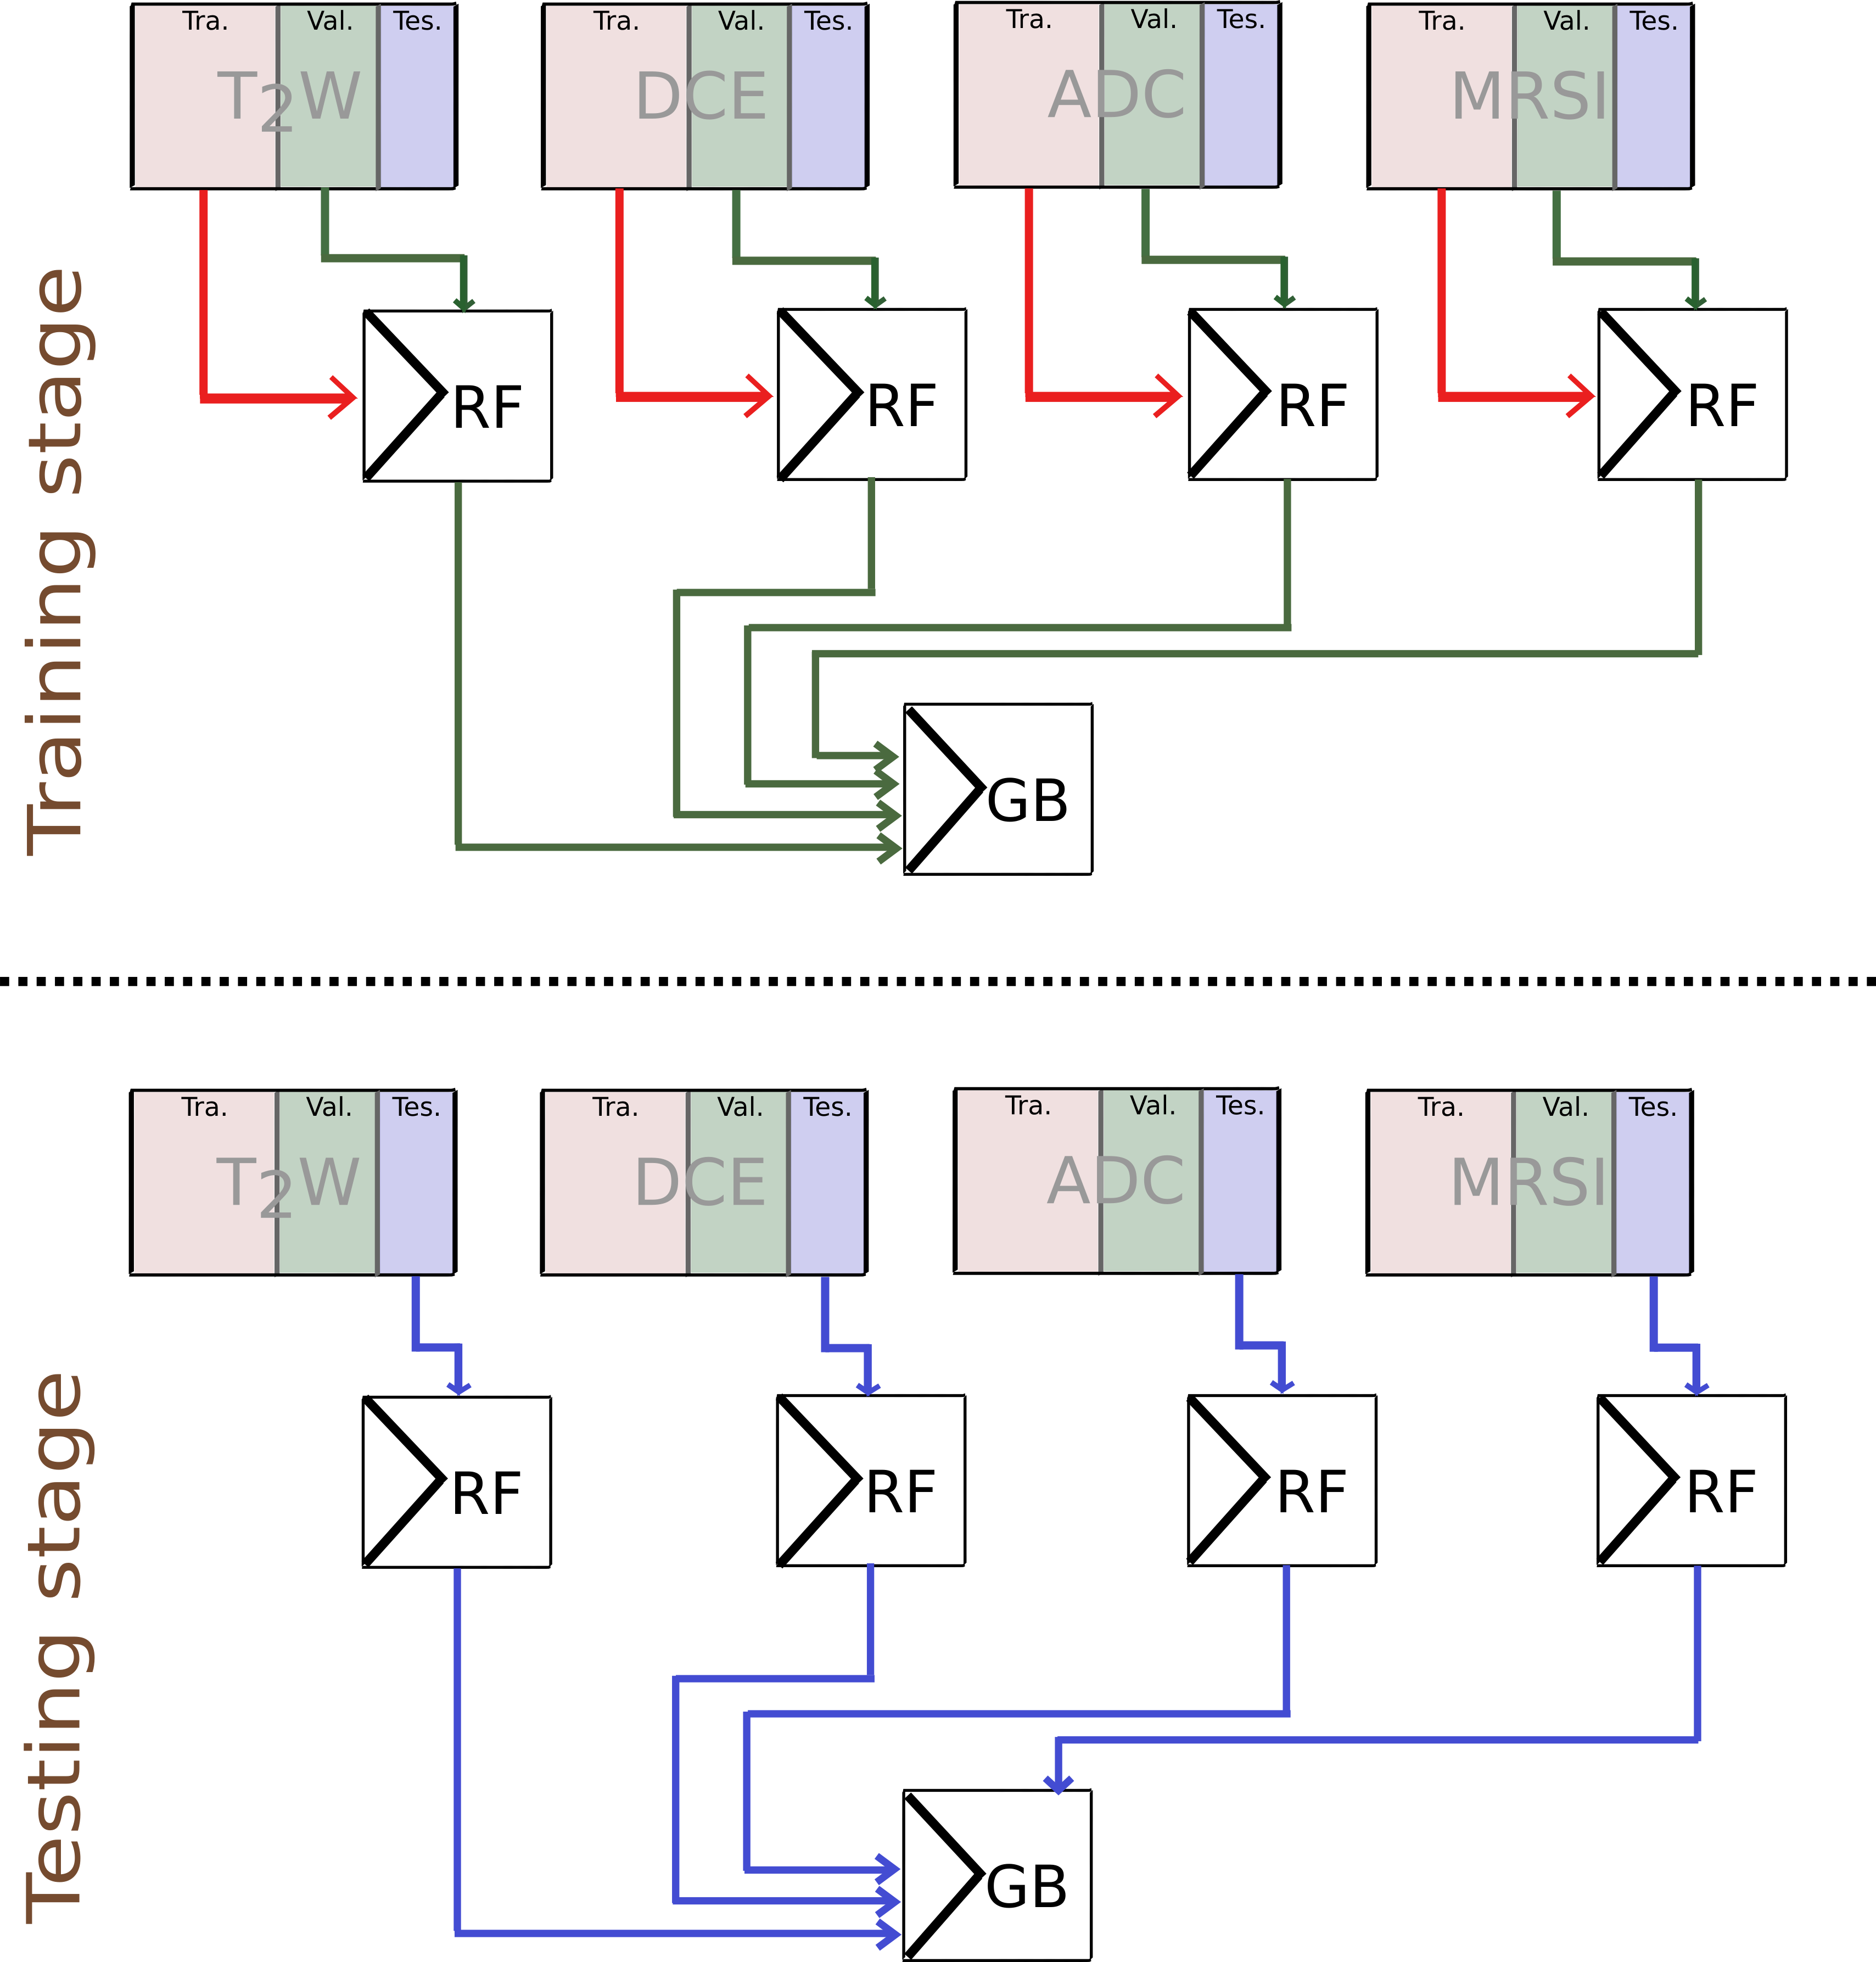 Tra. Val. Tes. Tra. Val. Tes. Tra. Val. Tes. Tra. Val. Tes.
T2W DCE ADC MRSI
RF RF RF RF
Training stage
GB
Tra. Val. Tes. Tra. Val. Tes. Tra. Val. Tes. Tra. Val. Tes.
T2W DCE ADC MRSI
RF RF RF RF
Testing stage
GB